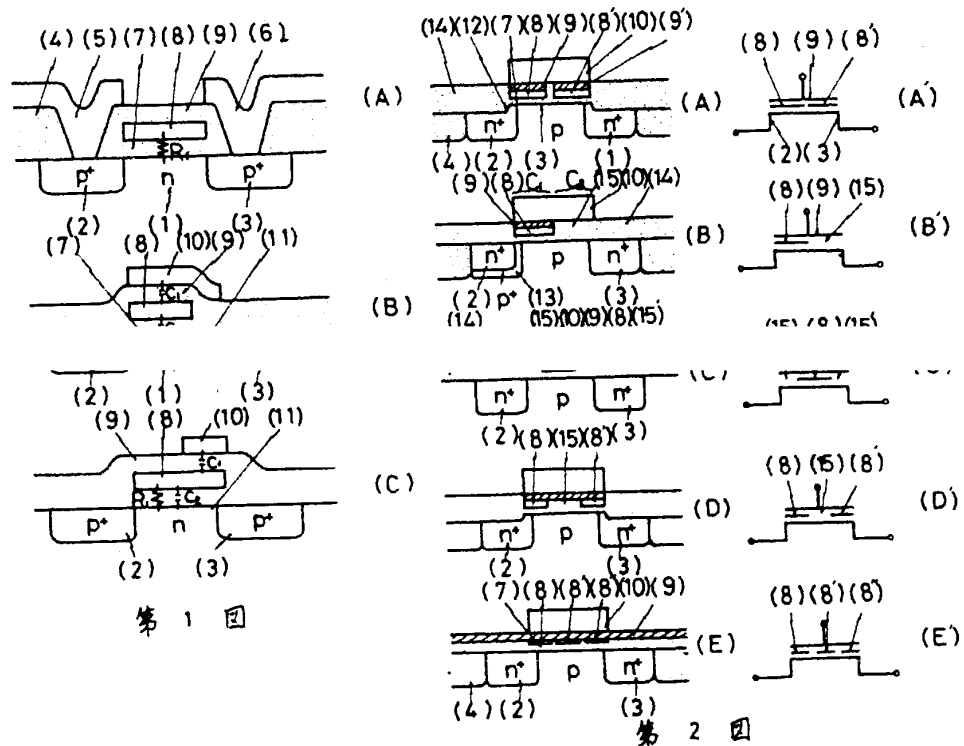 (4) (5) (7) (8) (9) (6)
(A)
R₁
p⁺ n p⁺
(2) (1) (3)
(7) (8) (10)(9) (11)
C₁
(B)
(2) (1) (3)
(9) (8) (10) (11)
C₁
R₁ C₂
(C)
p⁺ n p⁺
(2) (3)
第 1 図
(14)(12)(7)(8)(9)(8')(10)(9')
(A)
n⁺ p n⁺
(4)(2) (3) (1)
(9)(8) C₁ (15)(10)(14)
(B)
n⁺ p n⁺
(2) p⁺ (13) (3)
(14) (15)(10)(9)(8)(15')
n⁺ p n⁺
(2)(8)(15)(8')(3)
(D)
n⁺ p n⁺
(2) (3)
(7)(8)(8')(8'')(10)(9)
(E)
n⁺ p n⁺
(4)(2) (3)
第 2 図
(8) (9) (8')
(A')
(2) (3)
(8) (9) (15)
(B')
(15) (8) (15')
(8) (15) (8')
(D')
(8)(8')(8'')
(E')